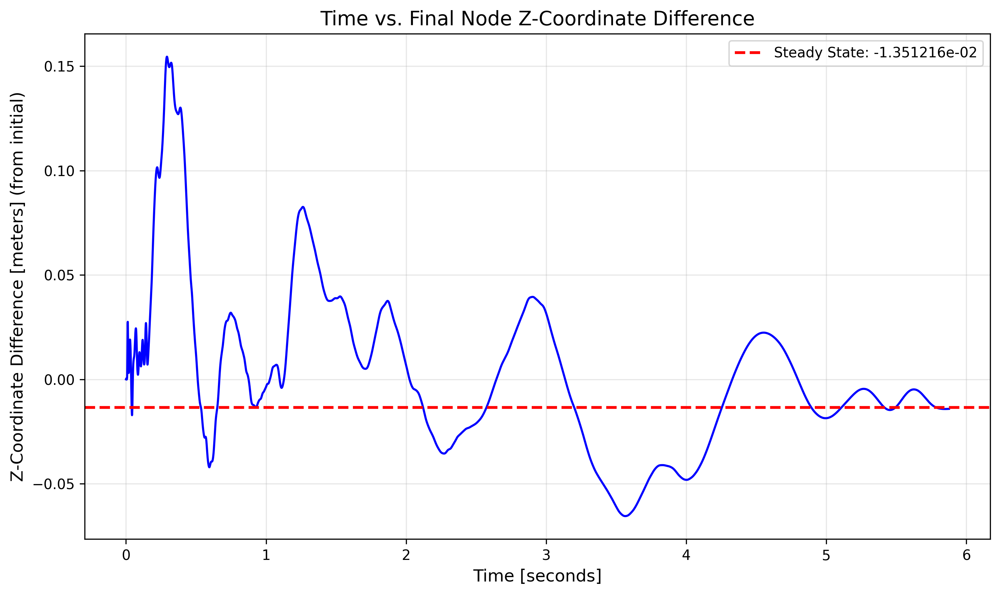 Time vs. Final Node Z-Coordinate Difference
Steady State: -1.351216e-02
Z-Coordinate Difference [meters] (from initial)
0.15
0.10
0.05
0.00
−0.05
0 1 2 3 4 5 6
Time [seconds]